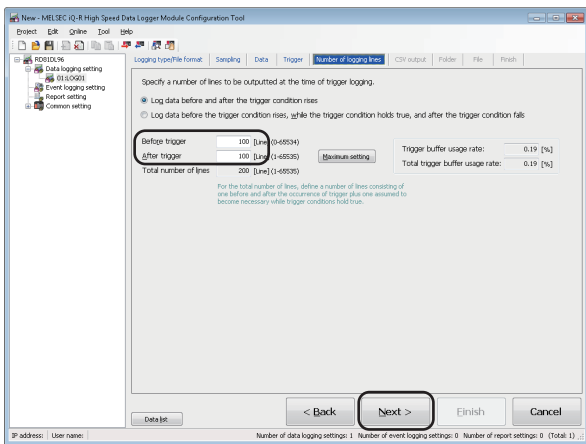 New - MELSEC iQ-R High Speed Data Logger Module Configuration Tool
Project Edit Online Tool Help
RD81DL96
Data logging setting
01:LOG01
Event logging setting
Report setting
Common setting
Logging type/File format Sampling Data Trigger Number of logging lines CSV output Folder File Finish
Specify a number of lines to be outputted at the time of trigger logging.
Log data before and after the trigger condition rises
Log data before the trigger condition rises, while the trigger condition holds true, and after the trigger condition falls
Before trigger 100 [Line] (0-65534)
After trigger 100 [Line] (1-65535) Maximum setting
Total number of lines 200 [Line] (1-65535)
Trigger buffer usage rate: 0.19 [%]
Total trigger buffer usage rate: 0.19 [%]
For the total number of lines, define a number of lines consisting of
one before and after the occurrence of trigger plus one assumed to
become necessary while trigger conditions hold true.
Data list < Back Next > Finish Cancel
IP address: User name: Number of data logging settings: 1 Number of event logging settings: 0 Number of report settings: 0 (Total: 1)